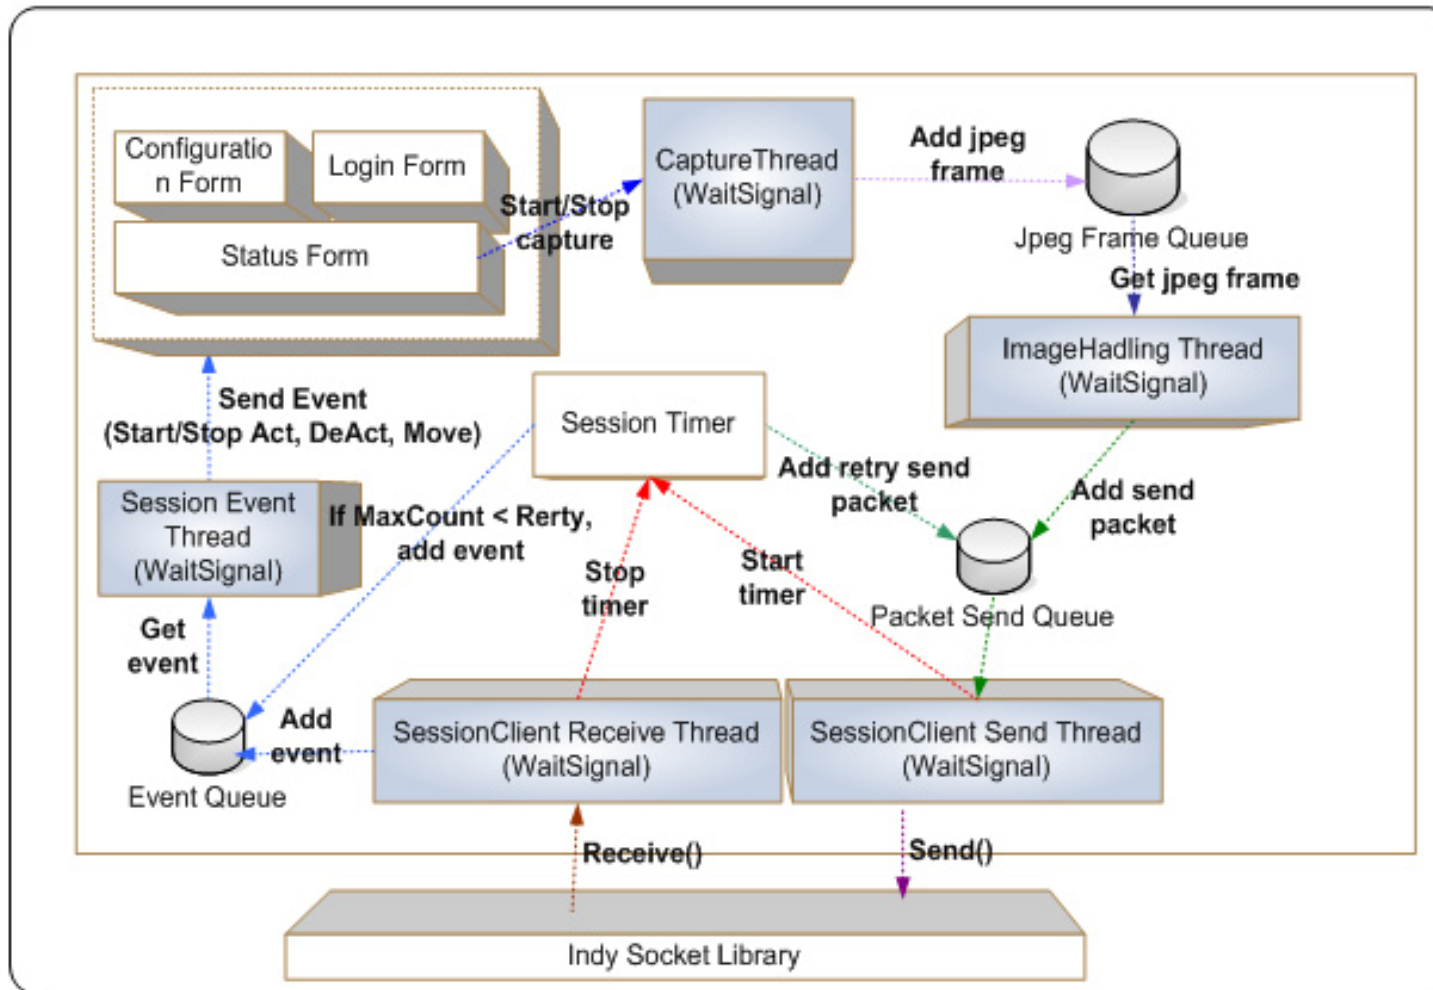 Configuratio
n Form
Login Form
Status Form
Start/Stop
capture
CaptureThread
(WaitSignal)
Add jpeg
frame
Jpeg Frame Queue
Get jpeg frame
ImageHadling Thread
(WaitSignal)
Send Event
(Start/Stop Act, DeAct, Move)
Session Timer
Add retry send
packet
Add send
packet
Session Event
Thread
(WaitSignal)
If MaxCount < Rerty,
add event
Stop
timer
Start
timer
Packet Send Queue
Get
event
Add
event
Event Queue
SessionClient Receive Thread
(WaitSignal)
SessionClient Send Thread
(WaitSignal)
Receive()
Send()
Indy Socket Library